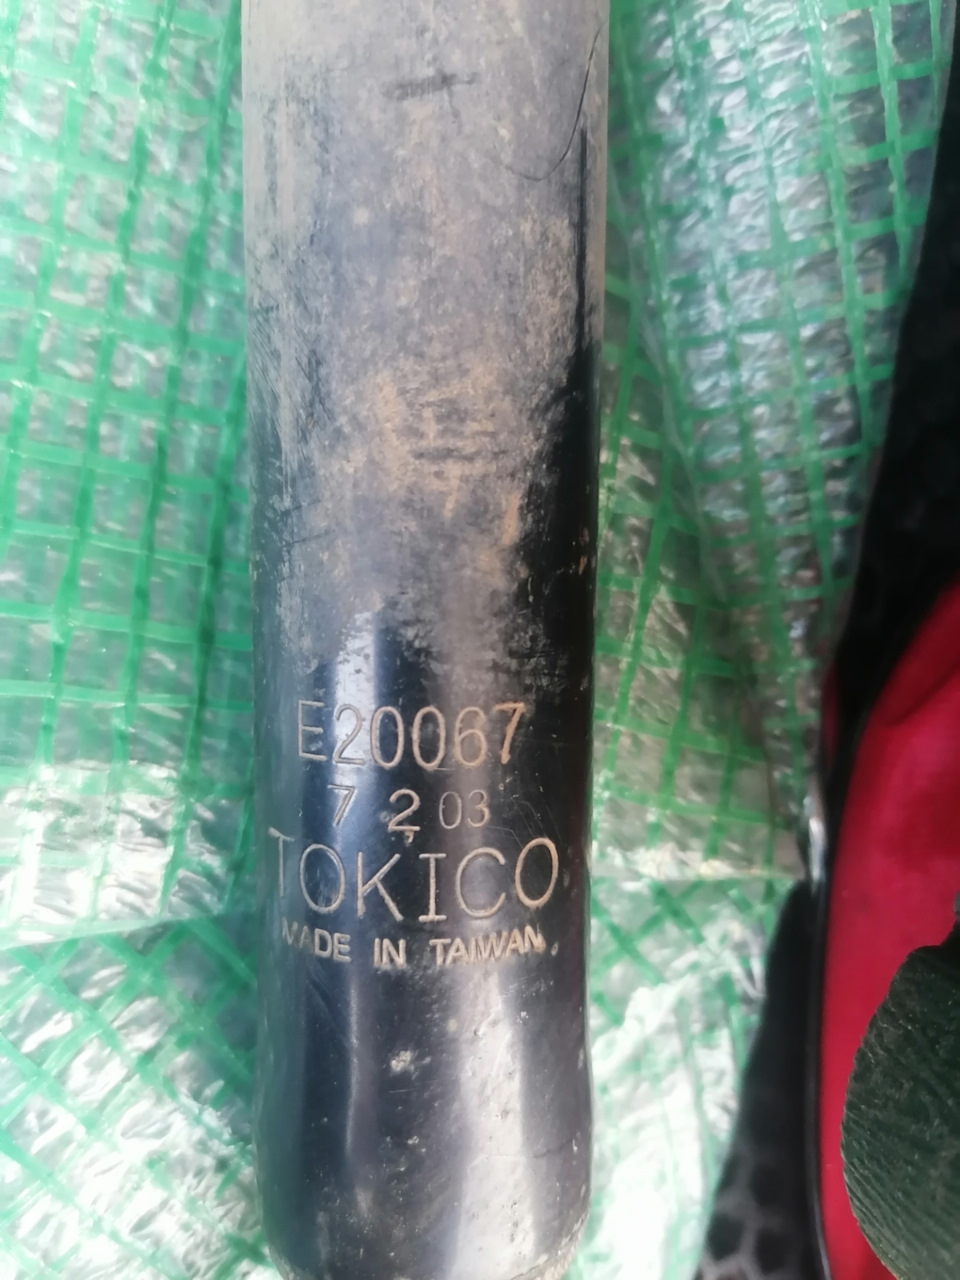 E20067
7 2 03
TOKICO
MADE IN TAIWAN